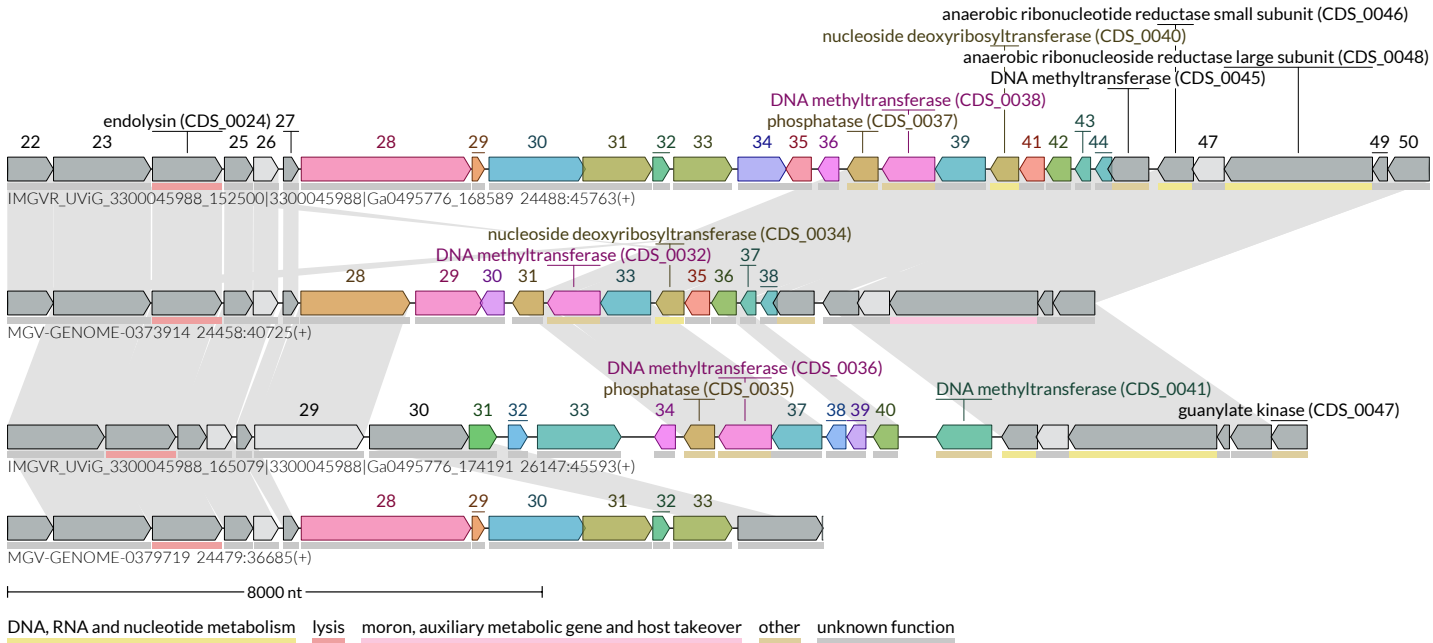 anaerobic ribonucleotide reductase small subunit (CDS_0046)
nucleoside deoxyribosyltransferase (CDS_0040)
anaerobic ribonucleoside reductase large subunit (CDS_0048)
DNA methyltransferase (CDS_0045)
DNA methyltransferase (CDS_0038)
endolysin (CDS_0024) 27 phosphatase (CDS_0037) 43
22 23 25 26 28 29 30 31 32 33 34 35 36 39 41 42 44 47 49 50
IMGVR_UViG_3300045988_152500|3300045988|Ga0495776_168589 24488:45763(+)
nucleoside deoxyribosyltransferase (CDS_0034)
DNA methyltransferase (CDS_0032) 37
28 29 30 31 33 35 36 38
MGV-GENOME-0373914 24458:40725(+)
DNA methyltransferase (CDS_0036)
phosphatase (CDS_0035) DNA methyltransferase (CDS_0041)
29 30 31 32 33 34 37 38 39 40 guanylate kinase (CDS_0047)
IMGVR_UViG_3300045988_165079|3300045988|Ga0495776_174191 26147:45593(+)
28 29 30 31 32 33
MGV-GENOME-0379719 24479:36685(+)
8000 nt
DNA, RNA and nucleotide metabolism lysis moron, auxiliary metabolic gene and host takeover other unknown function